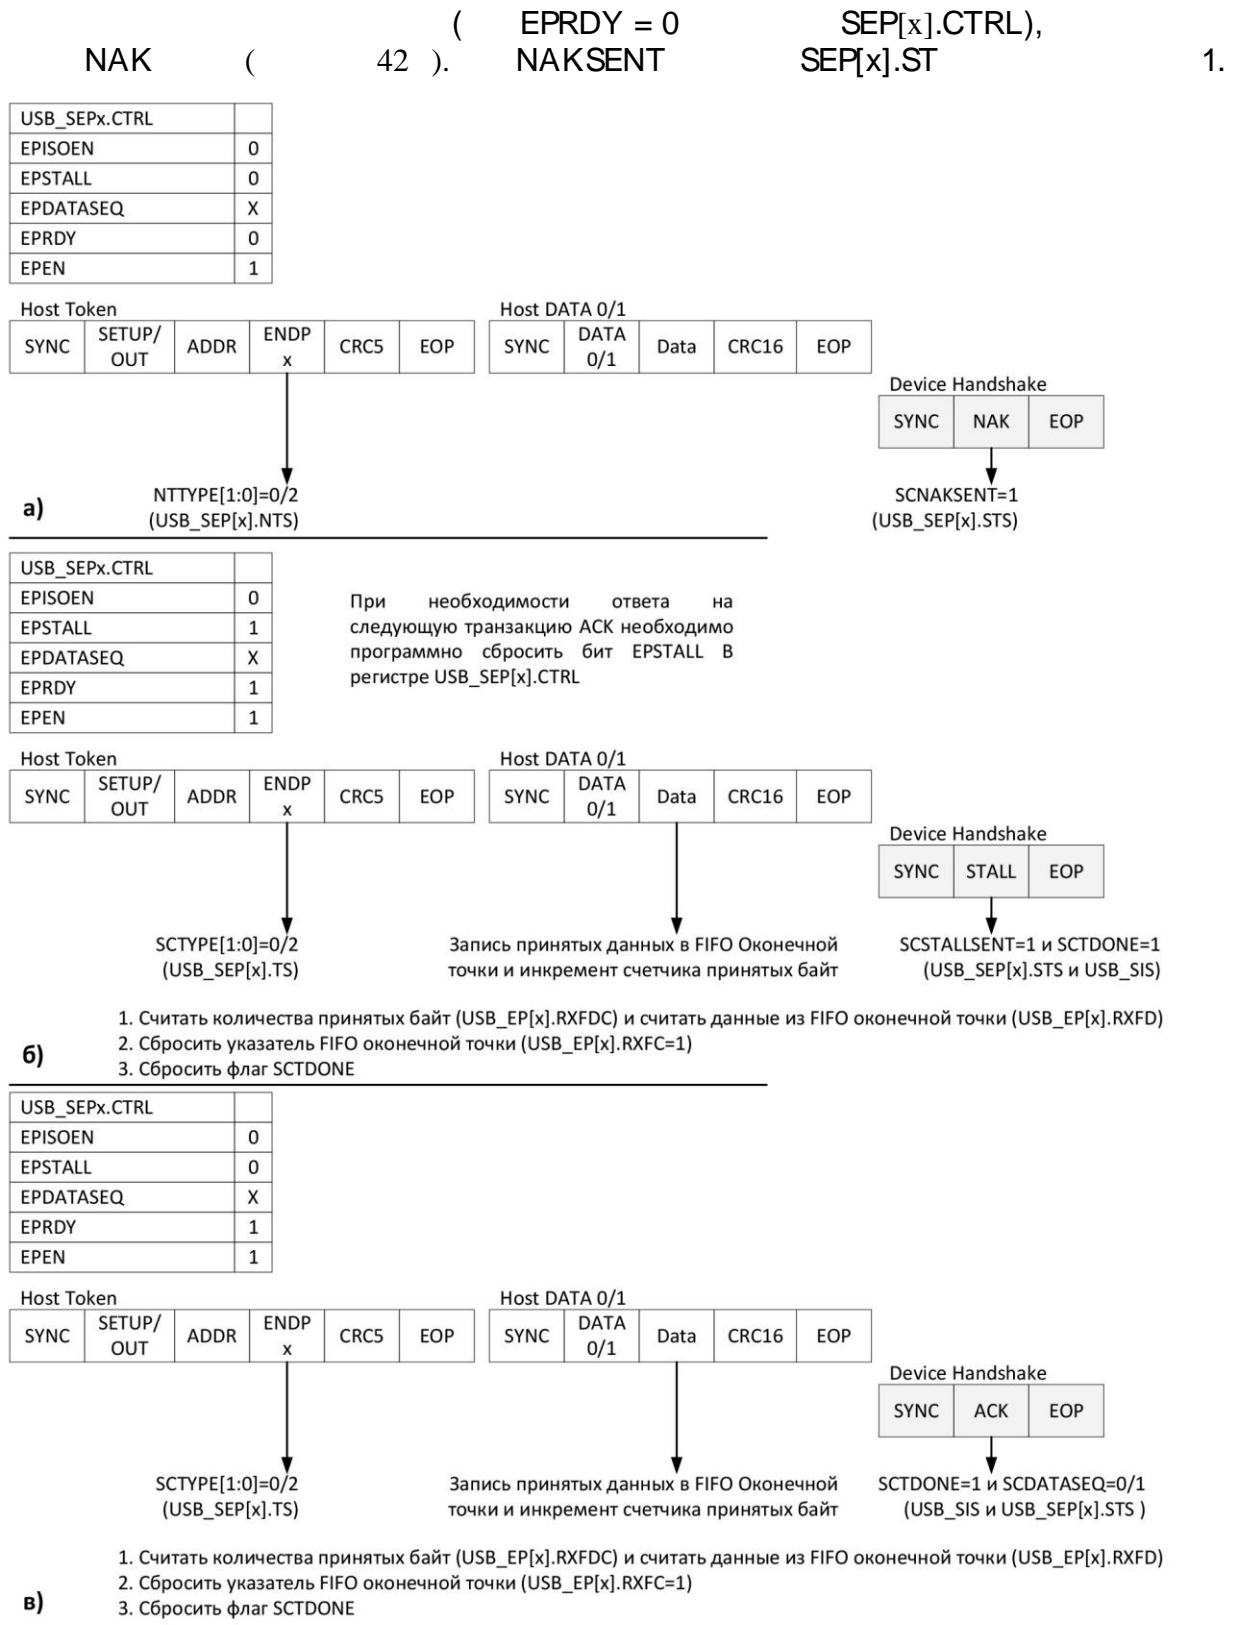 ( EPRDY = 0 SEP[x].CTRL),
NAK ( 42 ). NAKSENT SEP[x].ST 1.
USB_SEPx.CTRL
EPISOEN 0
EPSTALL 0
EPDATASEQ X
EPRDY 0
EPEN 1
Host Token Host DATA 0/1
SYNC SETUP/ OUT ADDR ENDP x CRC5 EOP SYNC DATA 0/1 Data CRC16 EOP
Device Handshake
SYNC NAK EOP
NTTYPE[1:0]=0/2 SCNAKSENT=1
а) (USB_SEP[x].NTS) (USB_SEP[x].STS)
USB_SEPx.CTRL
EPISOEN 0
EPSTALL 1
EPDATASEQ X
EPRDY 1
EPEN 1
При необходимости ответа на
следующую транзакцию ACK необходимо
программно сбросить бит EPSTALL В
регистре USB_SEP[x].CTRL
Host Token Host DATA 0/1
SYNC SETUP/ OUT ADDR ENDP x CRC5 EOP SYNC DATA 0/1 Data CRC16 EOP
Device Handshake
SYNC STALL EOP
SCTYPE[1:0]=0/2 Запись принятых данных в FIFO Оконечной SCSTALLSENT=1 и SCTDONE=1
(USB_SEP[x].TS) точки и инкремент счетчика принятых байт (USB_SEP[x].STS и USB_SIS)
1. Считать количества принятых байт (USB_EP[x].RXFDC) и считать данные из FIFO оконечной точки (USB_EP[x].RXFD)
б) 2. Сбросить указатель FIFO оконечной точки (USB_EP[x].RXFC=1)
3. Сбросить флаг SCTDONE
USB_SEPx.CTRL
EPISOEN 0
EPSTALL 0
EPDATASEQ X
EPRDY 1
EPEN 1
Host Token Host DATA 0/1
SYNC SETUP/ OUT ADDR ENDP x CRC5 EOP SYNC DATA 0/1 Data CRC16 EOP
Device Handshake
SYNC ACK EOP
SCTYPE[1:0]=0/2 Запись принятых данных в FIFO Оконечной SCTDONE=1 и SCDATASEQ=0/1
(USB_SEP[x].TS) точки и инкремент счетчика принятых байт (USB_SIS и USB_SEP[x].STS )
1. Считать количества принятых байт (USB_EP[x].RXFDC) и считать данные из FIFO оконечной точки (USB_EP[x].RXFD)
2. Сбросить указатель FIFO оконечной точки (USB_EP[x].RXFC=1)
в) 3. Сбросить флаг SCTDONE